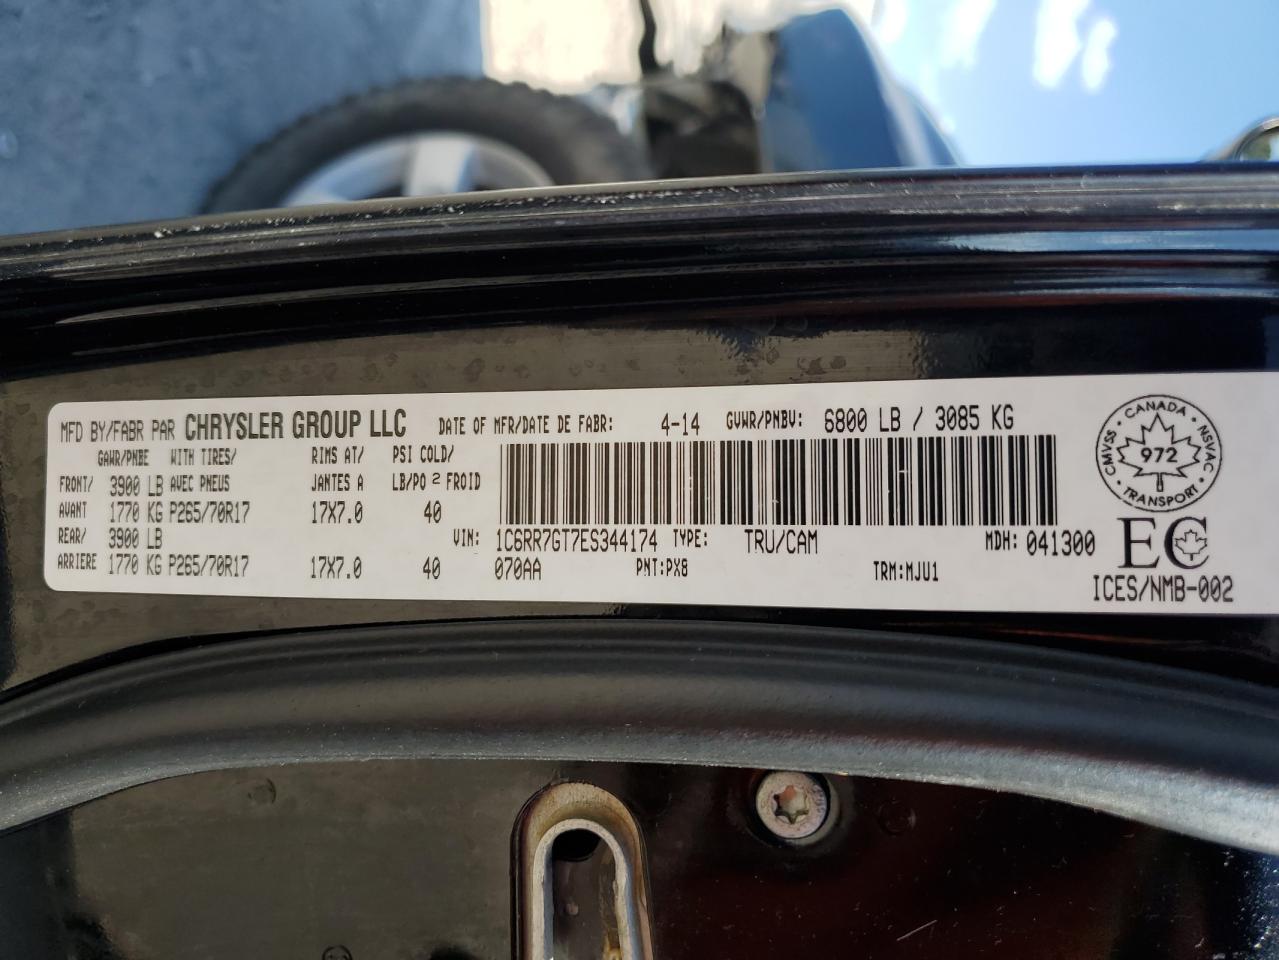 MFD BY/FABR PAR CHRYSLER GROUP LLC DATE OF MFR/DATE DE FABR: 4-14 GVWR/PNBV: 6800 LB / 3085 KG
GAWR/PNBE WITH TIRES/ RIMS AT/ PSI COLD/
FRONT/ 3900 LB AVEC PNEUS JANTES A LB/PO 2 FROID
AVANT 1770 KG P265/70R17 17X7.0 40
REAR/ 3900 LB VIN: 1C6RR7GT7ES344174 TYPE: TRU/CAM MDH: 041300
ARRIERE 1770 KG P265/70R17 17X7.0 40 070AA PNT:PX8 TRM:MJU1
CANADA
CMVSS 972 NSVAC
TRANSPORT
EC
ICES/NMB-002